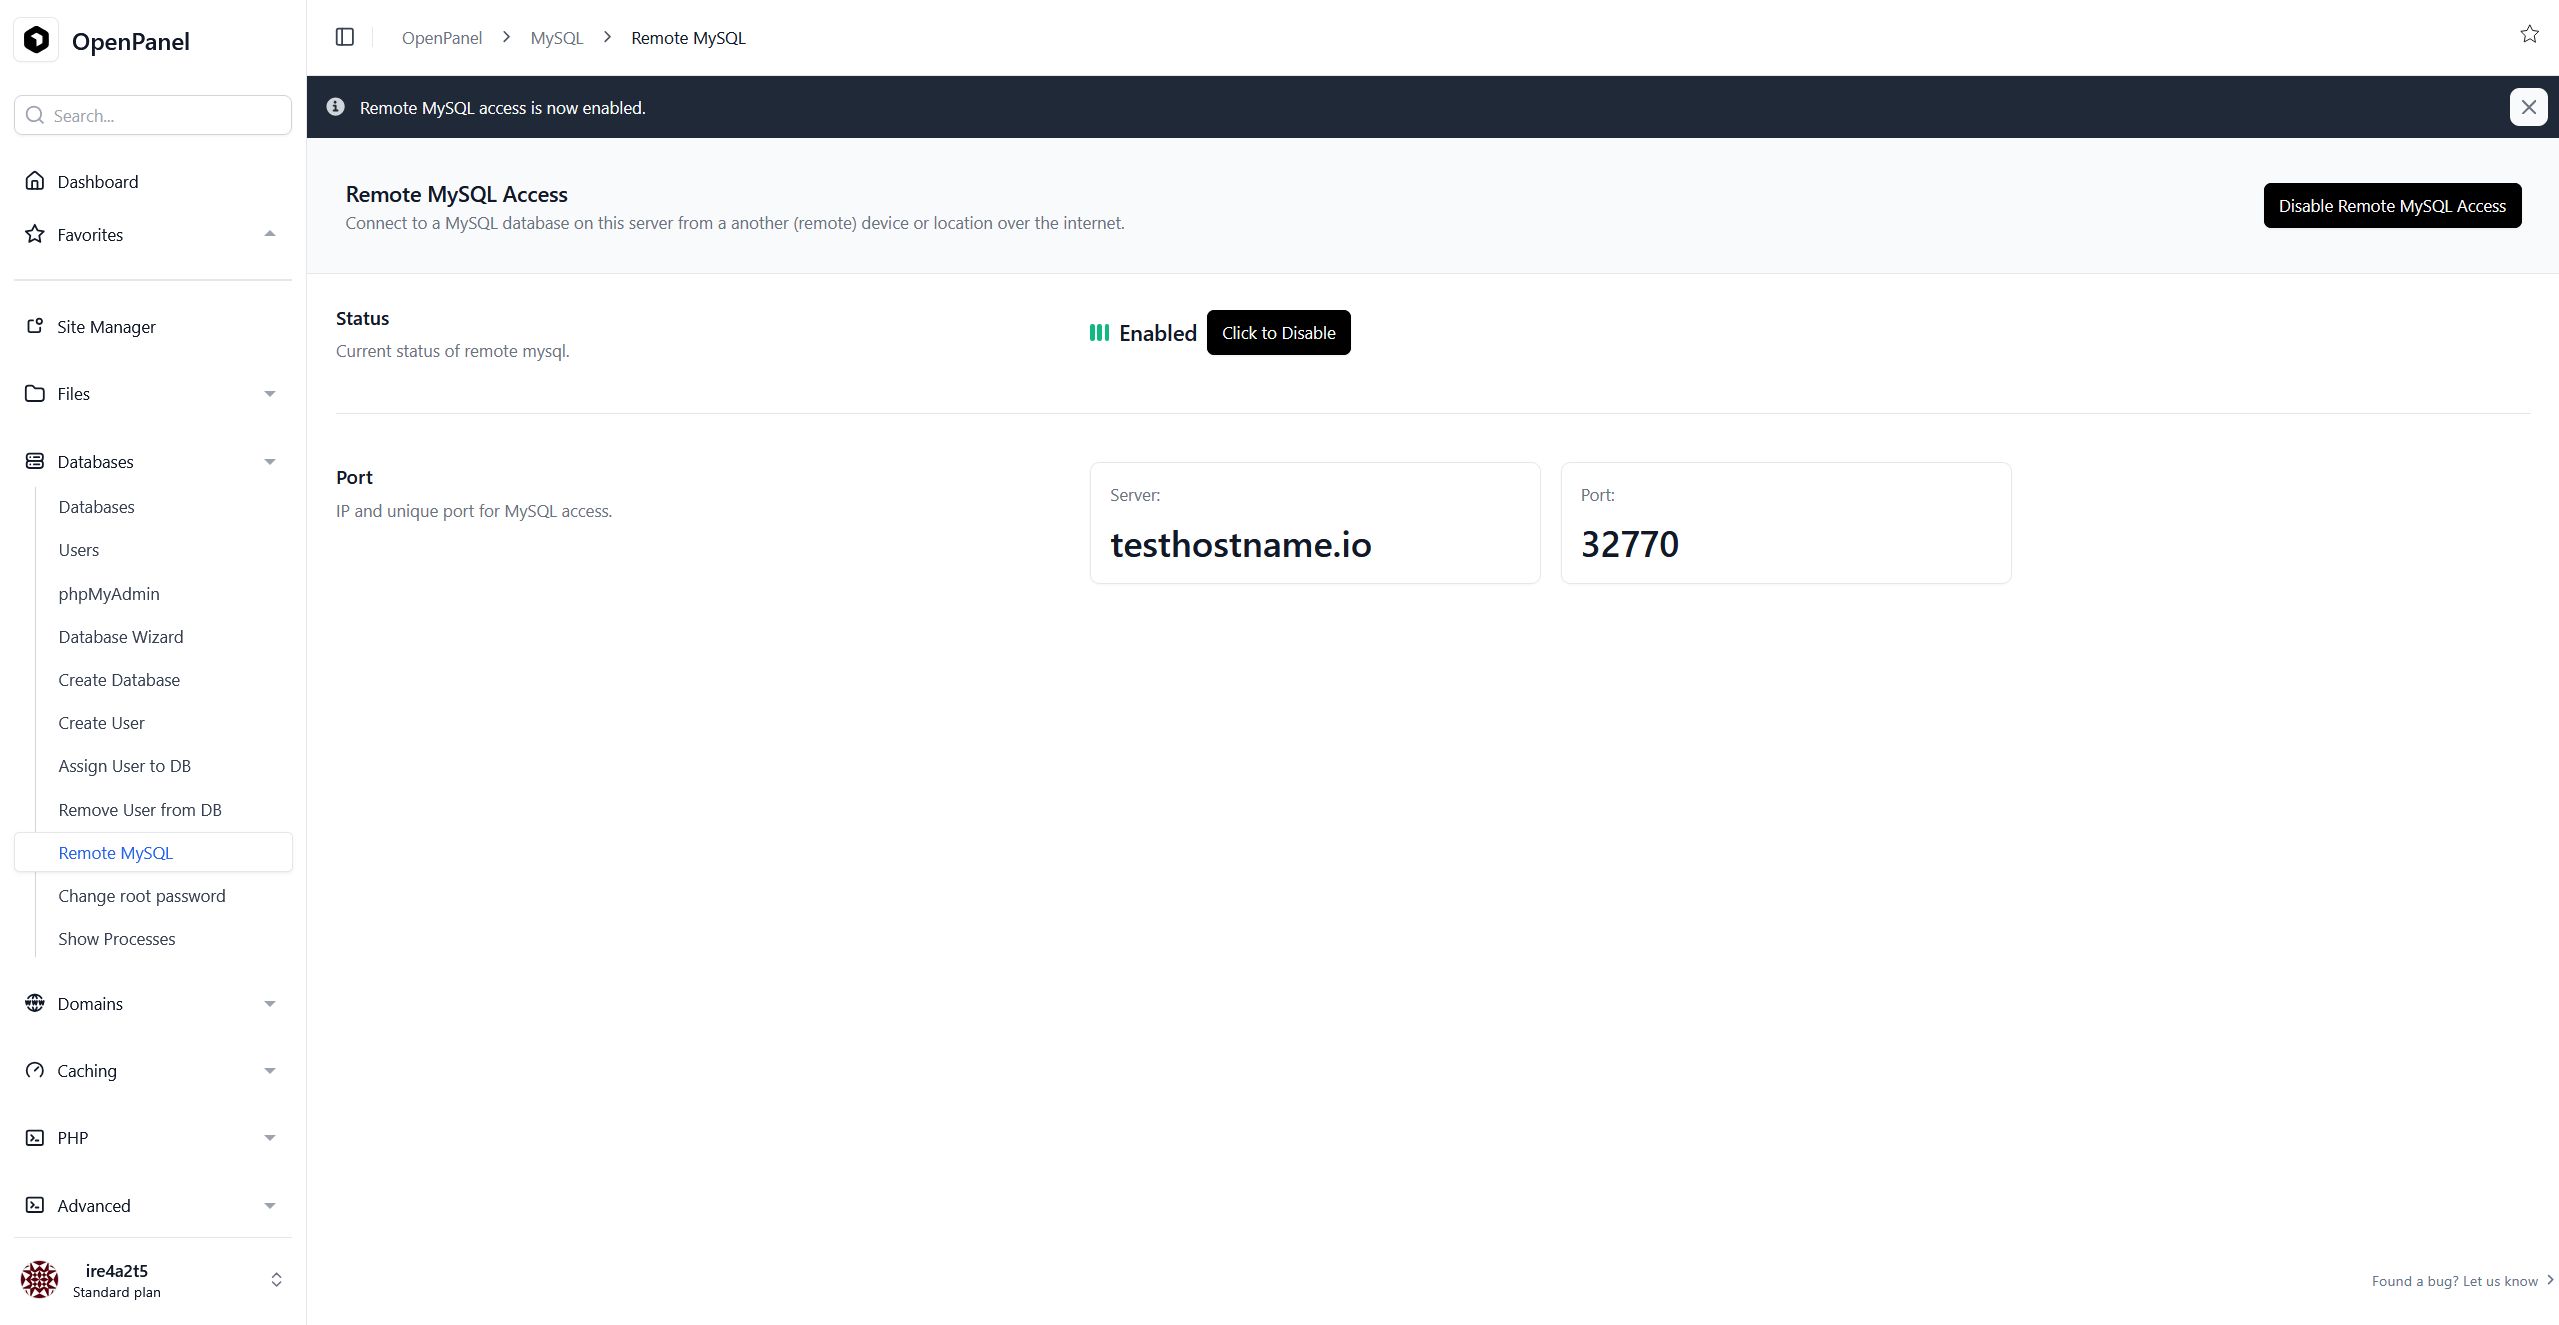 OpenPanel
Search...
Dashboard
Favorites
Site Manager
Files
Databases
Databases
Users
phpMyAdmin
Database Wizard
Create Database
Create User
Assign User to DB
Remove User from DB
Remote MySQL
Change root password
Show Processes
Domains
Caching
PHP
Advanced
ire4a2t5
Standard plan
OpenPanel > MySQL > Remote MySQL
Remote MySQL access is now enabled.
Remote MySQL Access
Connect to a MySQL database on this server from a another (remote) device or location over the internet.
Disable Remote MySQL Access
Status
Current status of remote mysql.
Enabled
Click to Disable
Port
IP and unique port for MySQL access.
Server:
testhostname.io
Port:
32770
Found a bug? Let us know >